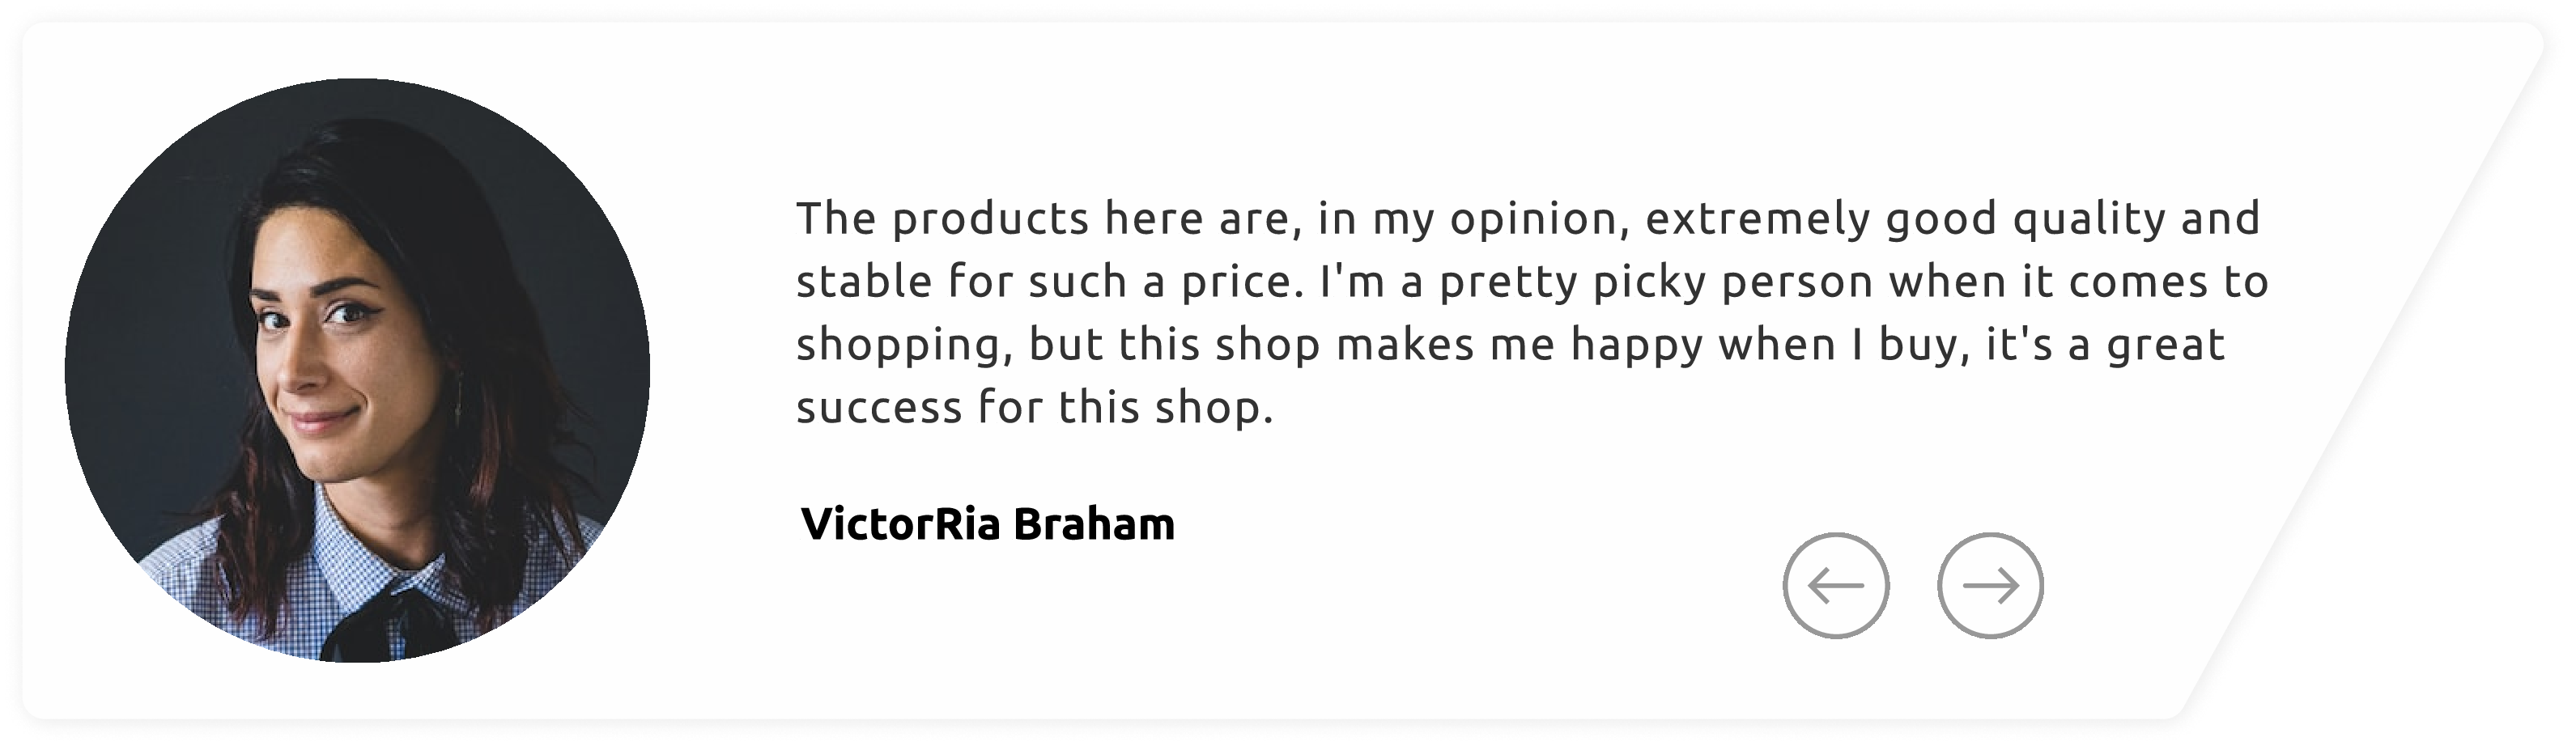 The products here are, in my opinion, extremely good quality and
stable for such a price. I'm a pretty picky person when it comes to
shopping, but this shop makes me happy when I buy, it's a great
success for this shop.
VictorRia Braham